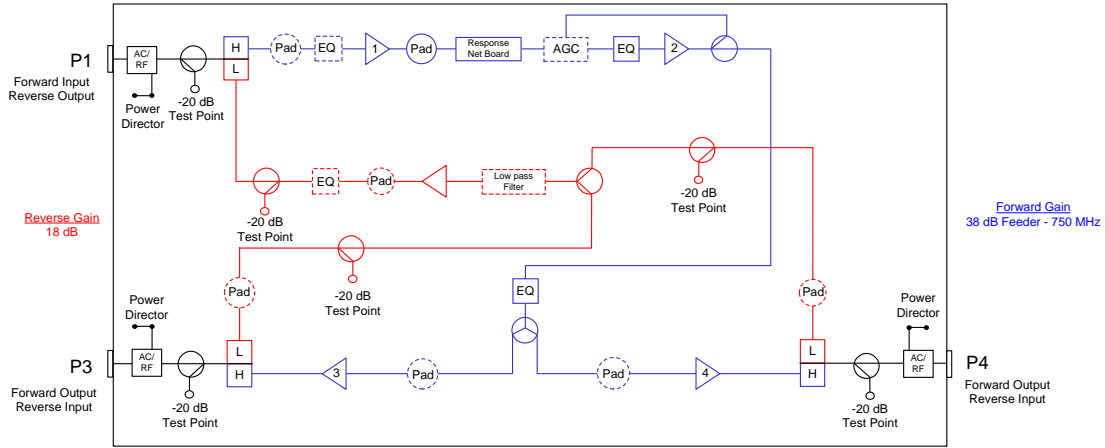 H
L
Pad
EQ
1
Pad
Response
Net Board
AGC
EQ
2
P1
Forward Input
Reverse Output
AC/
RF
Power
Director
-20 dB
Test Point
EQ
Pad
Low pass
Filter
-20 dB
Test Point
-20 dB
Test Point
Reverse Gain
18 dB
Forward Gain
38 dB Feeder - 750 MHz
-20 dB
Test Point
Pad
EQ
Pad
Power
Director
Power
Director
P3
Forward Output
Reverse Input
AC/
RF
L
H
3
Pad
Pad
4
L
H
AC/
RF
P4
Forward Output
Reverse Input
-20 dB
Test Point
-20 dB
Test Point